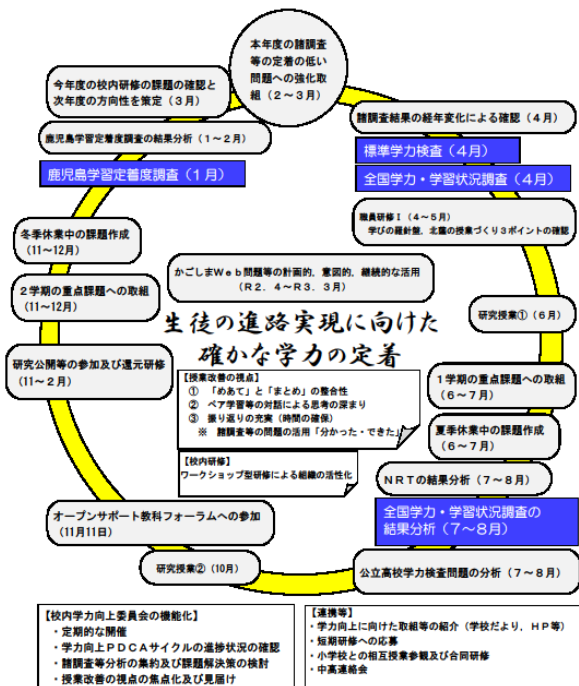 本年度の諸調査
等の定着の低い
問題への強化取
組（２～３月）
今年度の校内研修の課題の確認と
次年度の方向性を策定（３月）
鹿児島学習定着度調査の結果分析（１～２月）
鹿児島学習定着度調査（１月）
諸調査結果の経年変化による確認（４月）
標準学力検査（４月）
全国学力・学習状況調査（４月）
職員研修Ⅰ（４～５月）
学びの羅針盤，北薩の授業づくり３ポイントの確認
冬季休業中の課題作成
（11～12月）
かごしまＷｅｂ問題等の計画的，意図的，継続的な活用
（Ｒ２．４～Ｒ３．３月）
２学期の重点課題への取組
（11～12月）
研究授業①（６月）
生徒の進路実現に向けた
確かな学力の定着
研究公開等の参加及び還元研修
（11～２月）
１学期の重点課題への取組
（６～７月）
【授業改善の視点】
① 「めあて」と「まとめ」の整合性
② ペア学習等の対話による思考の深まり
③ 振り返りの充実（時間の確保）
※ 諸調査等の問題の活用「分かった・できた」
夏季休業中の課題作成
（６～７月）
【校内研修】
ワークショップ型研修による組織の活性化
ＮＲＴの結果分析（７～８月）
全国学力・学習状況調査の
結果分析（７～８月）
オープンサポート教科フォーラムへの参加
（11月11日）
研究授業②（10月）
公立高校学力検査問題の分析（７～８月）
【校内学力向上委員会の機能化】
・定期的な開催
・学力向上ＰＤＣＡサイクルの進捗状況の確認
・諸調査等分析の集約及び課題解決策の検討
・授業改善の視点の焦点化及び見届け
【連携等】
・学力向上に向けた取組等の紹介（学校だより，ＨＰ等）
・短期研修への応募
・小学校との相互授業参観及び合同研修
・中高連絡会